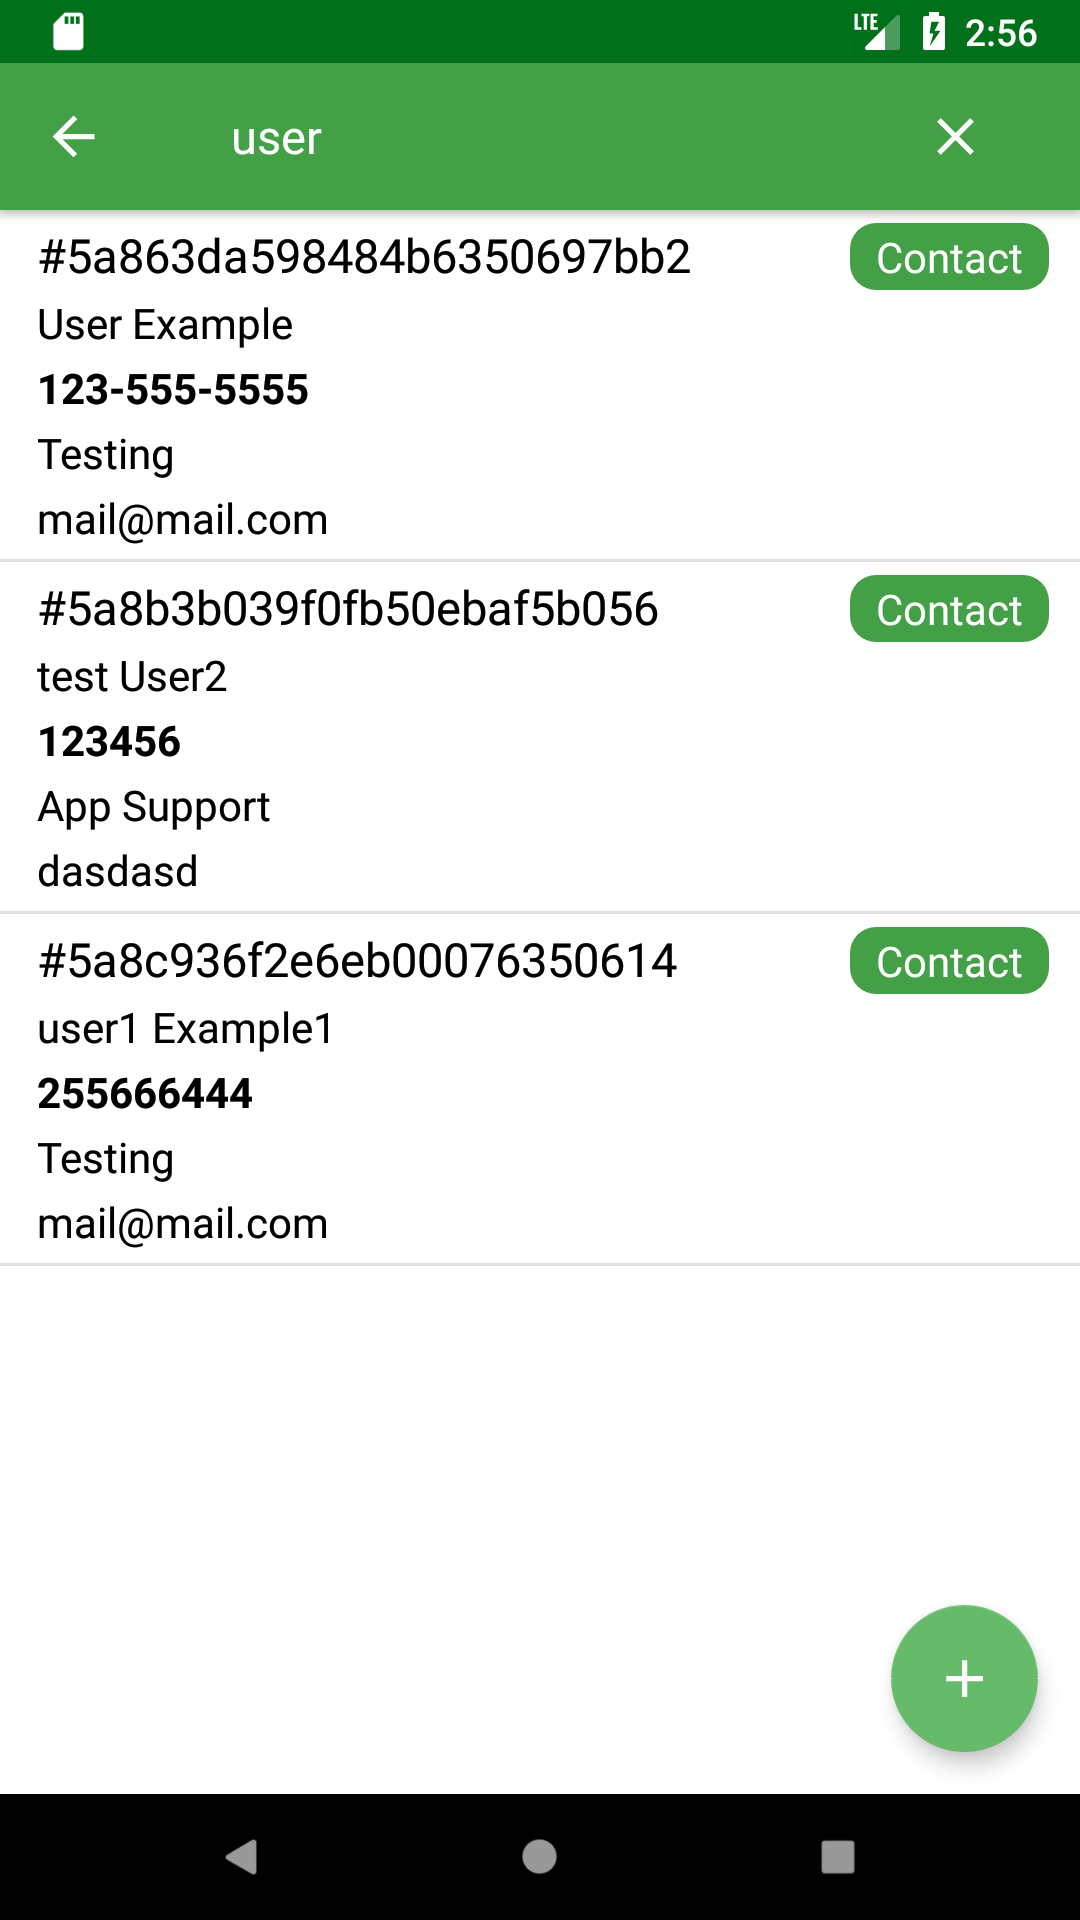 LTE 2:56
user
#5a863da598484b6350697bb2 Contact
User Example
123-555-5555
Testing
mail@mail.com
#5a8b3b039f0fb50ebaf5b056 Contact
test User2
123456
App Support
dasdasd
#5a8c936f2e6eb00076350614 Contact
user1 Example1
255666444
Testing
mail@mail.com